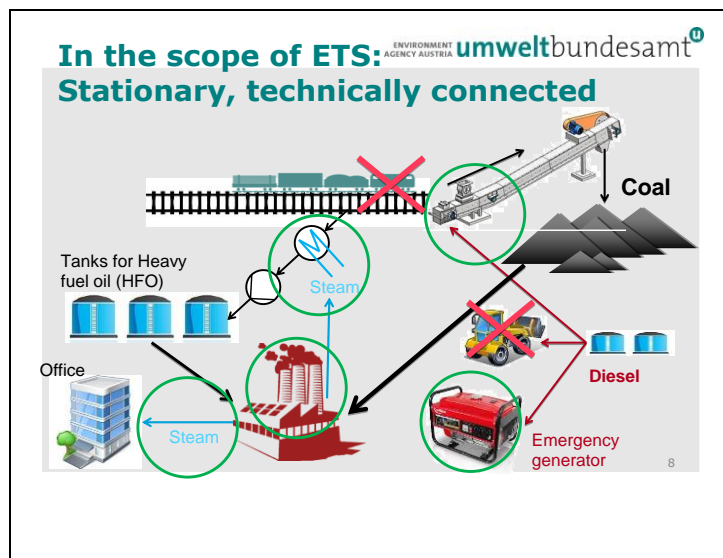 In the scope of ETS:
ENVIRONMENT
AGENCY AUSTRIA umweltbundesamt
u
Stationary, technically connected
Coal
Tanks for Heavy
fuel oil (HFO)
Steam
Office
Steam
Diesel
Emergency
generator
8